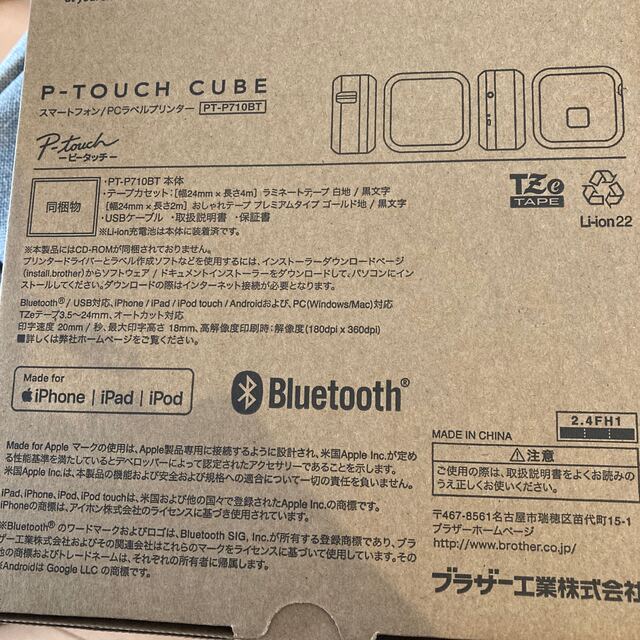 P-TOUCH CUBE
スマートフォン/PCラベルプリンター PT-P710BT
P-touch
ーピータッチー
同梱物
・PT-P710BT 本体
・テープカセット:[幅24mm×長さ4m] ラミネートテープ 白地 / 黒文字
[幅24mm×長さ2m] おしゃれテープ プレミアムタイプ ゴールド地 / 黒文字
・USBケーブル ・取扱説明書 ・保証書
※Li-ion充電池は本体に装着済です。
TZe
TAPE
Li-ion22
※本製品にはCD-ROMが同梱されておりません。
プリンタードライバーとラベル作成ソフトなどを使用するには、インストーラーダウンロードページ
(install.brother)からソフトウェア / ドキュメントインストーラーをダウンロードして、パソコンにイン
ストールしてください。ダウンロードの際はインターネット接続が必要となります。
Bluetooth® / USB対応、iPhone / iPad / iPod touch / Androidおよび、PC(Windows/Mac)対応
TZeテープ3.5〜24mm、オートカット対応
印字速度 20mm / 秒、最大印字高さ 18mm、高解像度印刷時:解像度(180dpi x 360dpi)
■詳しくは弊社ホームページをご覧ください。
Made for
iPhone | iPad | iPod
Bluetooth®
2.4FH1
MADE IN CHINA
⚠注意
ご使用の際は、取扱説明書をよくお読みの
うえ正しくお使いください。
Made for Apple マークの使用は、Apple製品専用に接続するように設計され、米国Apple Inc.が定め
る性能基準を満たしているとデベロッパーによって認定されたアクセサリーであることを示します。
米国Apple Inc.は、本製品の機能および安全および規格への適合について一切の責任を負いません。
iPad、iPhone、iPod、iPod touchは、米国および他の国々で登録されたApple Inc.の商標です。
iPhoneの商標は、アイホン株式会社のライセンスに基づき使用されています。
※Bluetooth® のワードマークおよびロゴは、Bluetooth SIG, Inc.が所有する登録商標であり、ブラ
ザー工業株式会社およびその関連会社はこれらのマークをライセンスに基づいて使用しています。その
他の商標およびトレードネームは、それぞれの所有者に帰属します。
※Androidは Google LLC の商標です。
〒467-8561 名古屋市瑞穂区苗代町15-1
ブラザーホームページ
http://www.brother.co.jp/
ブラザー工業株式会社